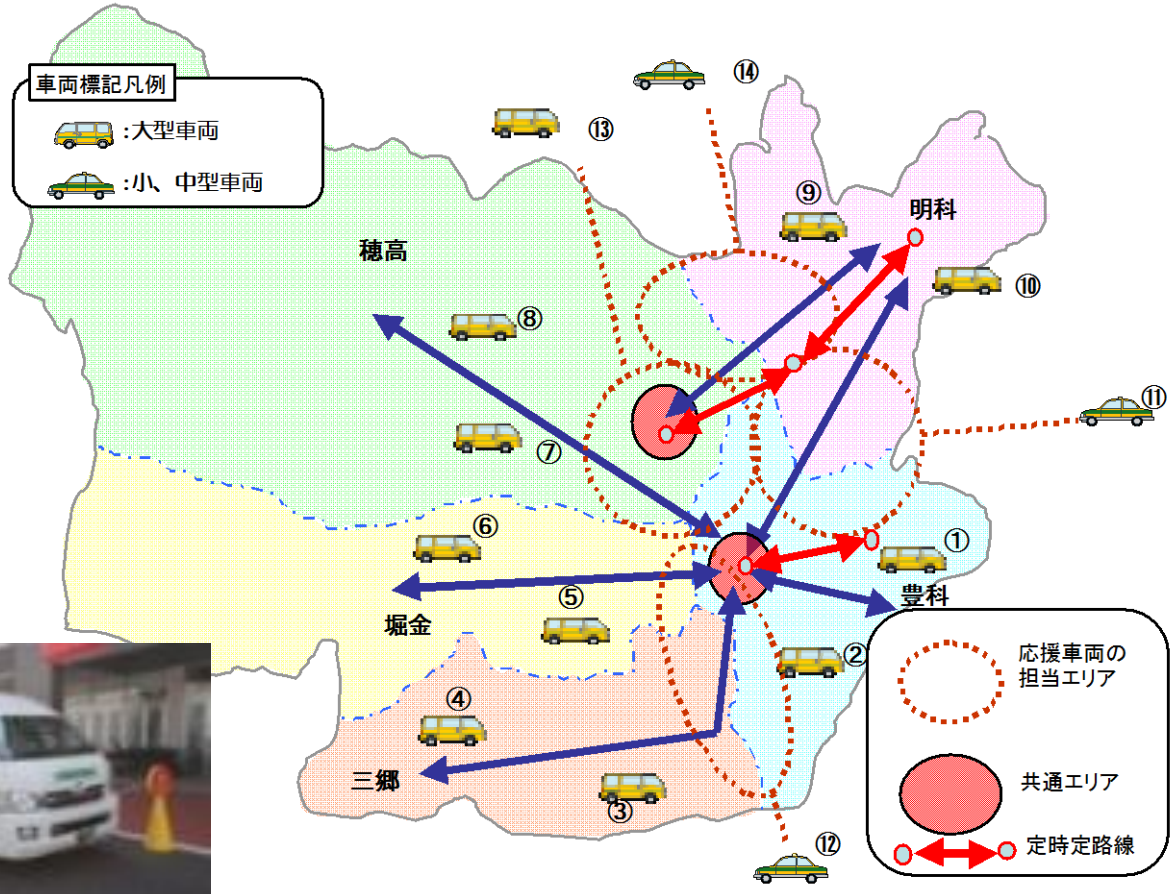 車両標記凡例
:大型車両
:小、中型車両
⑭
⑬
⑨
明科
穂高
⑩
⑧
⑪
⑦
⑥
①
⑤
豊科
堀金
②
④
三郷
③
⑫
応援車両の
担当エリア
共通エリア
定時定路線